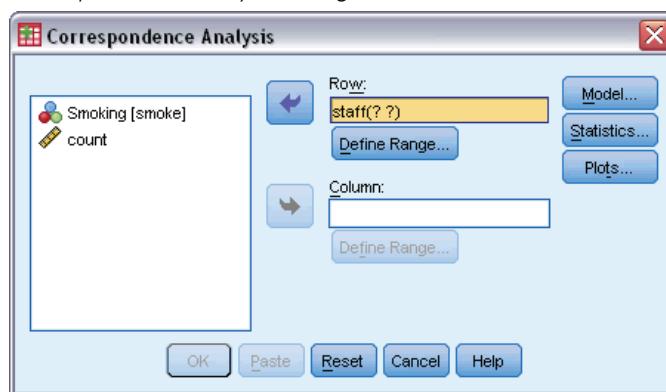 Correspondence Analysis
Smoking [smoke]
count
Row:
staff(? ?)
Define Range...
Column:
Define Range...
Model...
Statistics...
Plots...
OK
Paste
Reset
Cancel
Help